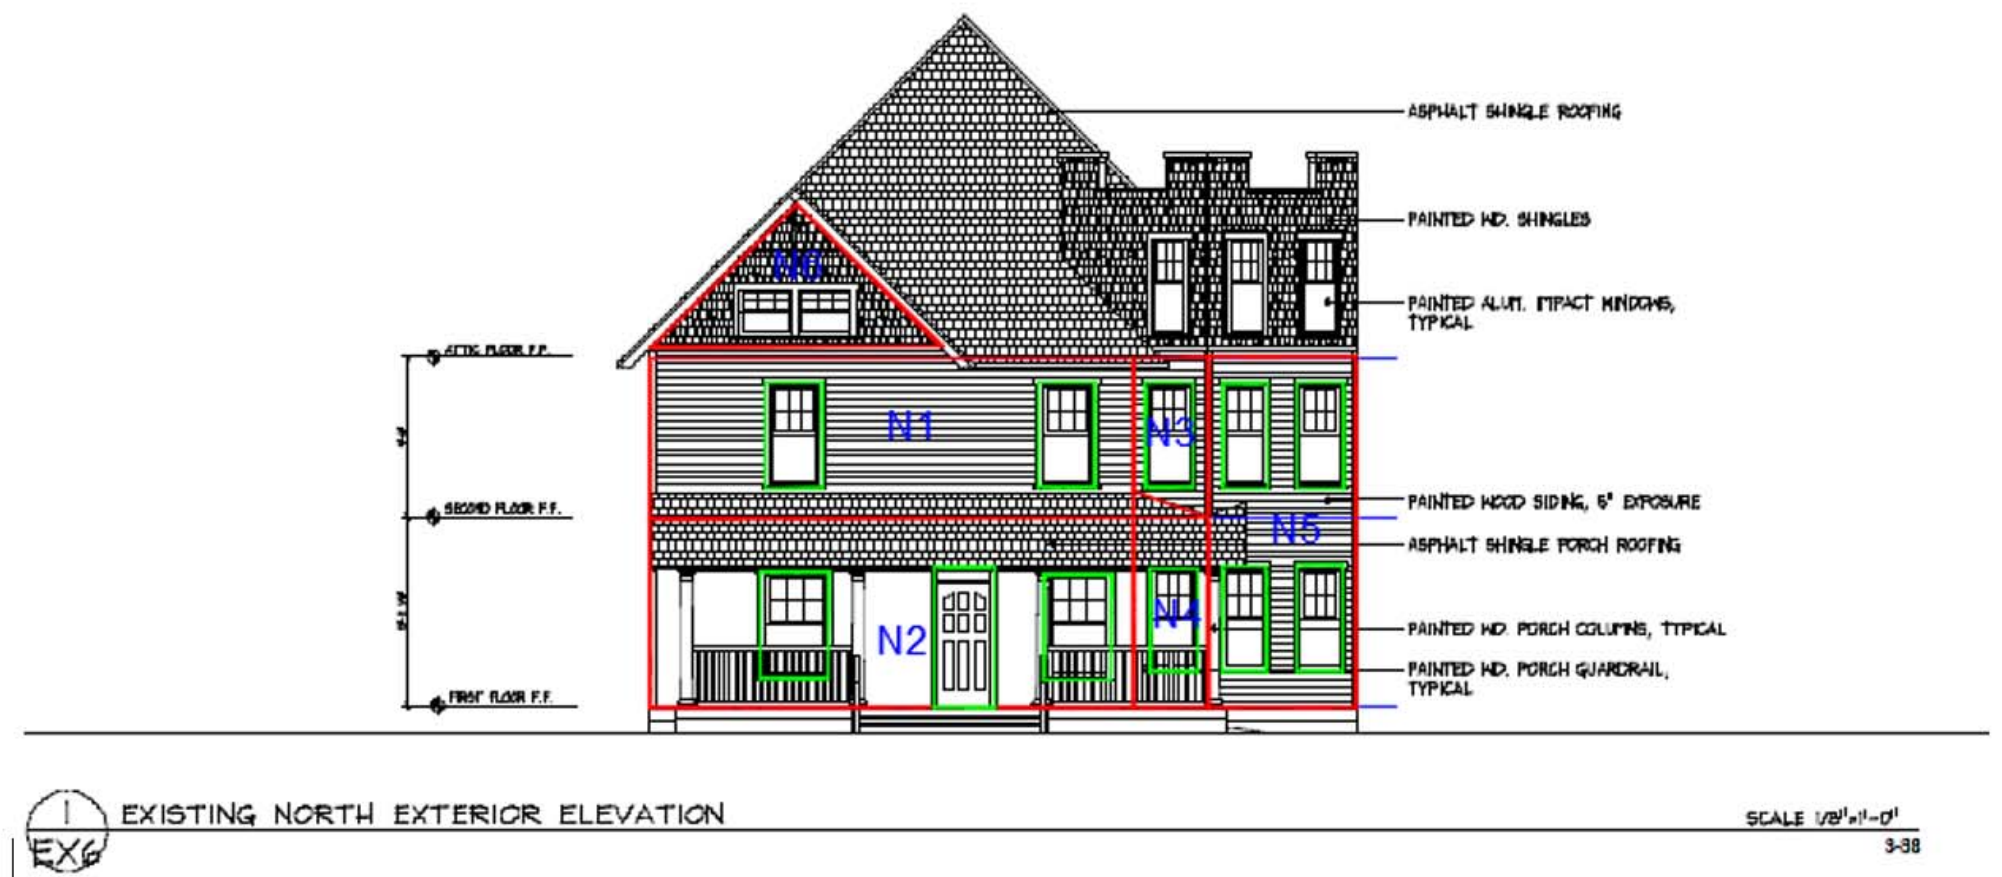 ASPHALT SHINGLE ROOFING
PAINTED WD. SHINGLES
N6
PAINTED ALUM. IMPACT WINDOWS,
TYPICAL
ATTIC FLOOR F.F.
N1
N3
SECOND FLOOR F.F.
PAINTED WOOD SIDING, 5" EXPOSURE
N5
ASPHALT SHINGLE PORCH ROOFING
N2
N4
PAINTED WD. PORCH COLUMNS, TYPICAL
PAINTED WD. PORCH GUARDRAIL,
TYPICAL
FIRST FLOOR F.F.
1
EX6
EXISTING NORTH EXTERIOR ELEVATION
SCALE 1/8"=1'-0"